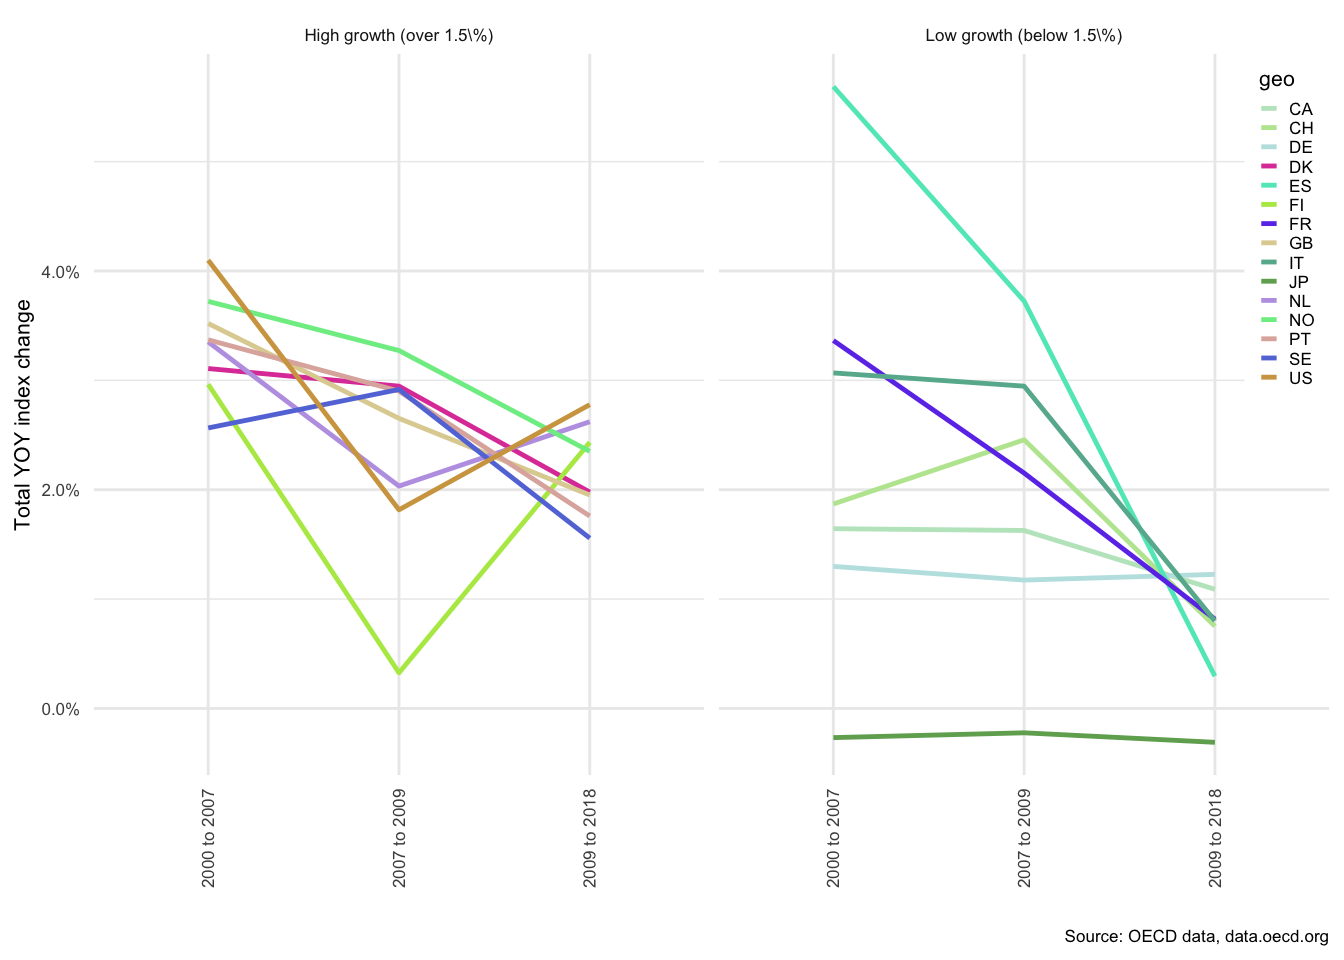 High growth (over 1.5\%)
Low growth (below 1.5\%)
geo
CA
CH
DE
DK
ES
FI
FR
GB
IT
JP
NL
NO
PT
SE
US
Total YOY index change
4.0%
2.0%
0.0%
2000 to 2007
2007 to 2009
2009 to 2018
2000 to 2007
2007 to 2009
2009 to 2018
Source: OECD data, data.oecd.org